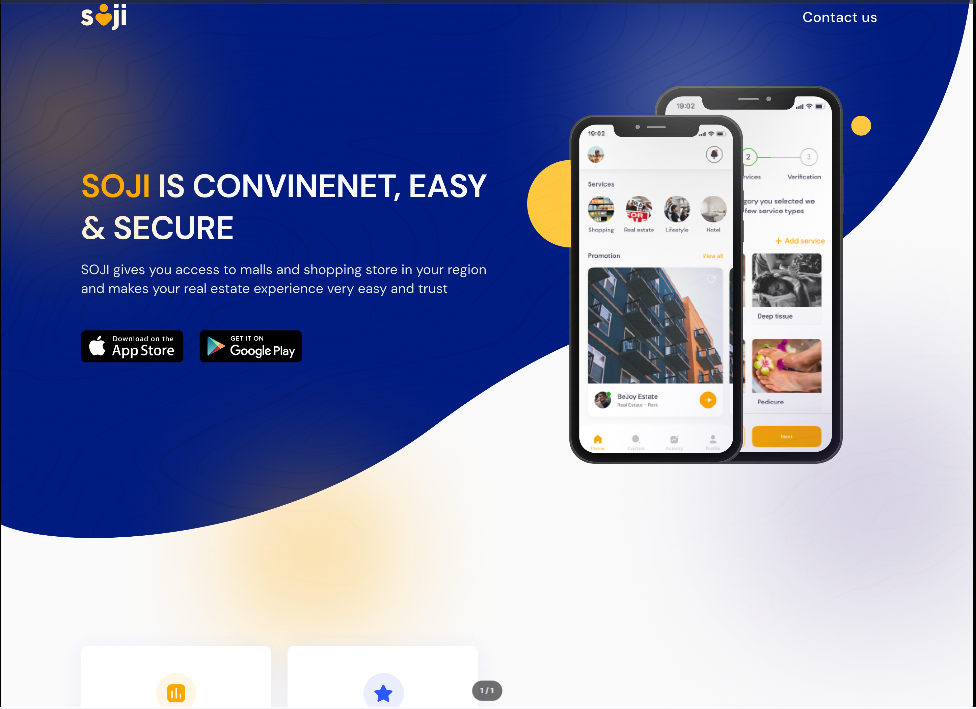 soji
Contact us
SOJI IS CONVINENET, EASY
& SECURE
SOJI gives you access to malls and shopping store in your region
and makes your real estate experience very easy and trust
Download on the
App Store
GET IT ON
Google Play
19:02
19:02
Services
Shopping
Real estate
Lifestyle
Hotel
Promotion
View all
BeJoy Estate
Real Estate - Rent
Home
Explore
Activity
Profile
2
3
vices
Verification
gory you selected we
few service types
+ Add service
Deep tissue
Pedicure
Next
1/1